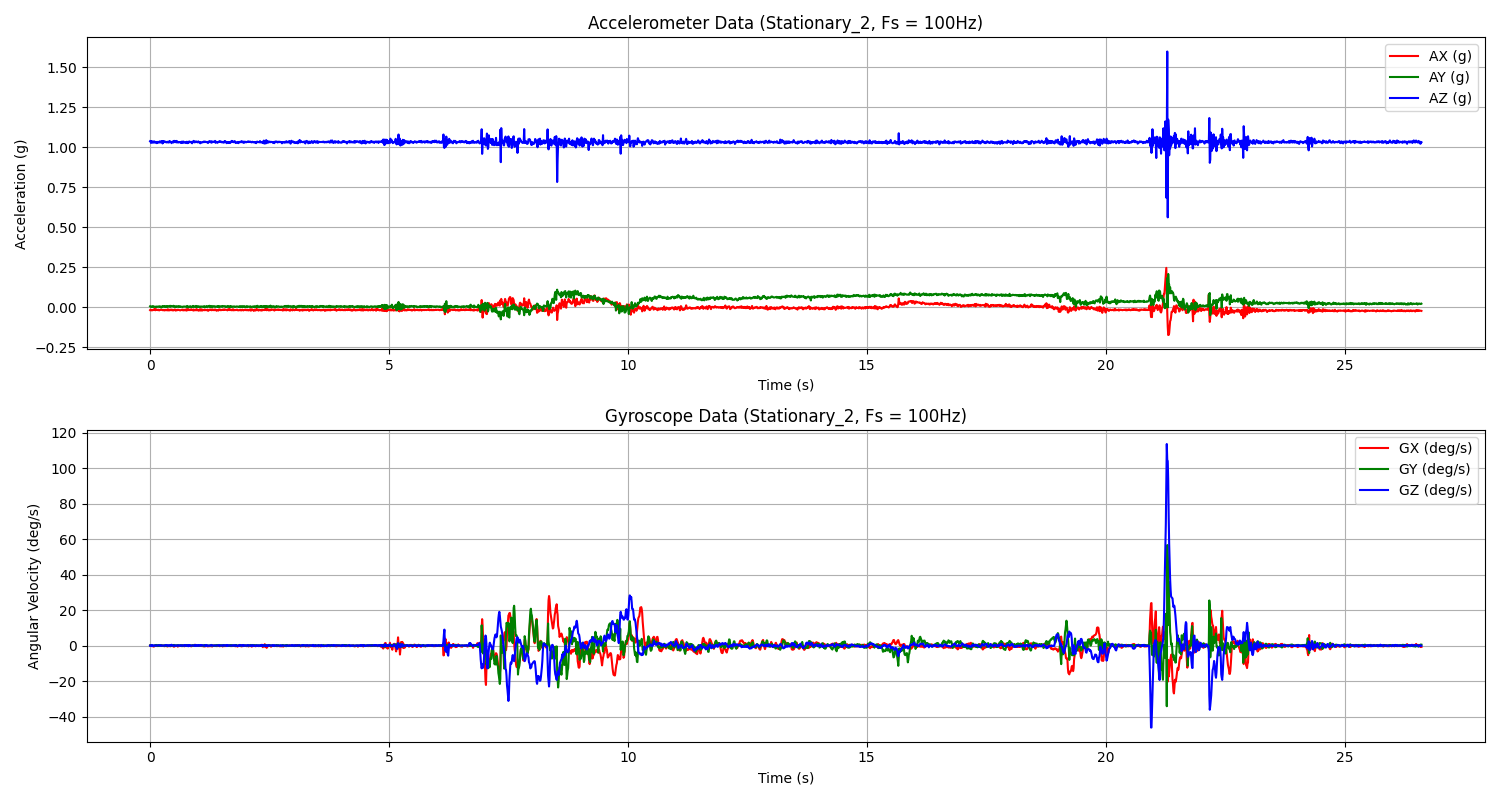 Accelerometer Data (Stationary_2, Fs = 100Hz)
AX (g)
AY (g)
AZ (g)
Acceleration (g)
1.50
1.25
1.00
0.75
0.50
0.25
0.00
−0.25
0 5 10 15 20 25
Time (s)
Gyroscope Data (Stationary_2, Fs = 100Hz)
GX (deg/s)
GY (deg/s)
GZ (deg/s)
Angular Velocity (deg/s)
120
100
80
60
40
20
0
−20
−40
0 5 10 15 20 25
Time (s)